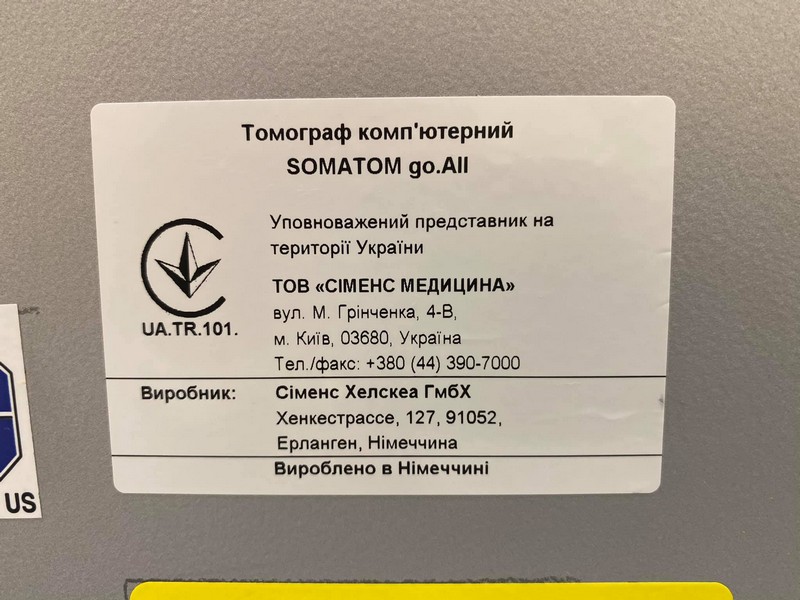 Томограф комп'ютерний
SOMATOM go.All
Уповноважений представник на
території України
ТОВ «СІМЕНС МЕДИЦИНА»
вул. М. Грінченка, 4-В,
м. Київ, 03680, Україна
Тел./факс: +380 (44) 390-7000
UA.TR.101.
Виробник: Сіменс Хелскеа ГмбХ
Хенкестрассе, 127, 91052,
Ерланген, Німеччина
Вироблено в Німеччині
US